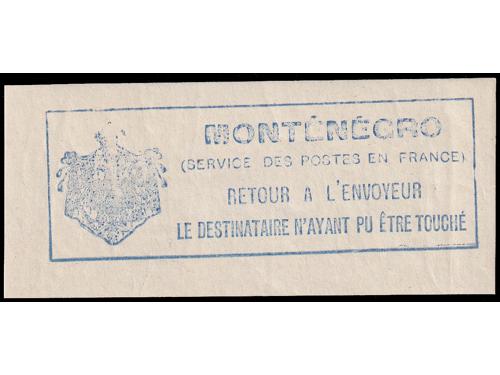 MONTÉNÉGRO
(SERVICE DES POSTES EN FRANCE)
RETOUR A L'ENVOYEUR
LE DESTINATAIRE N'AYANT PU ÊTRE TOUCHÉ